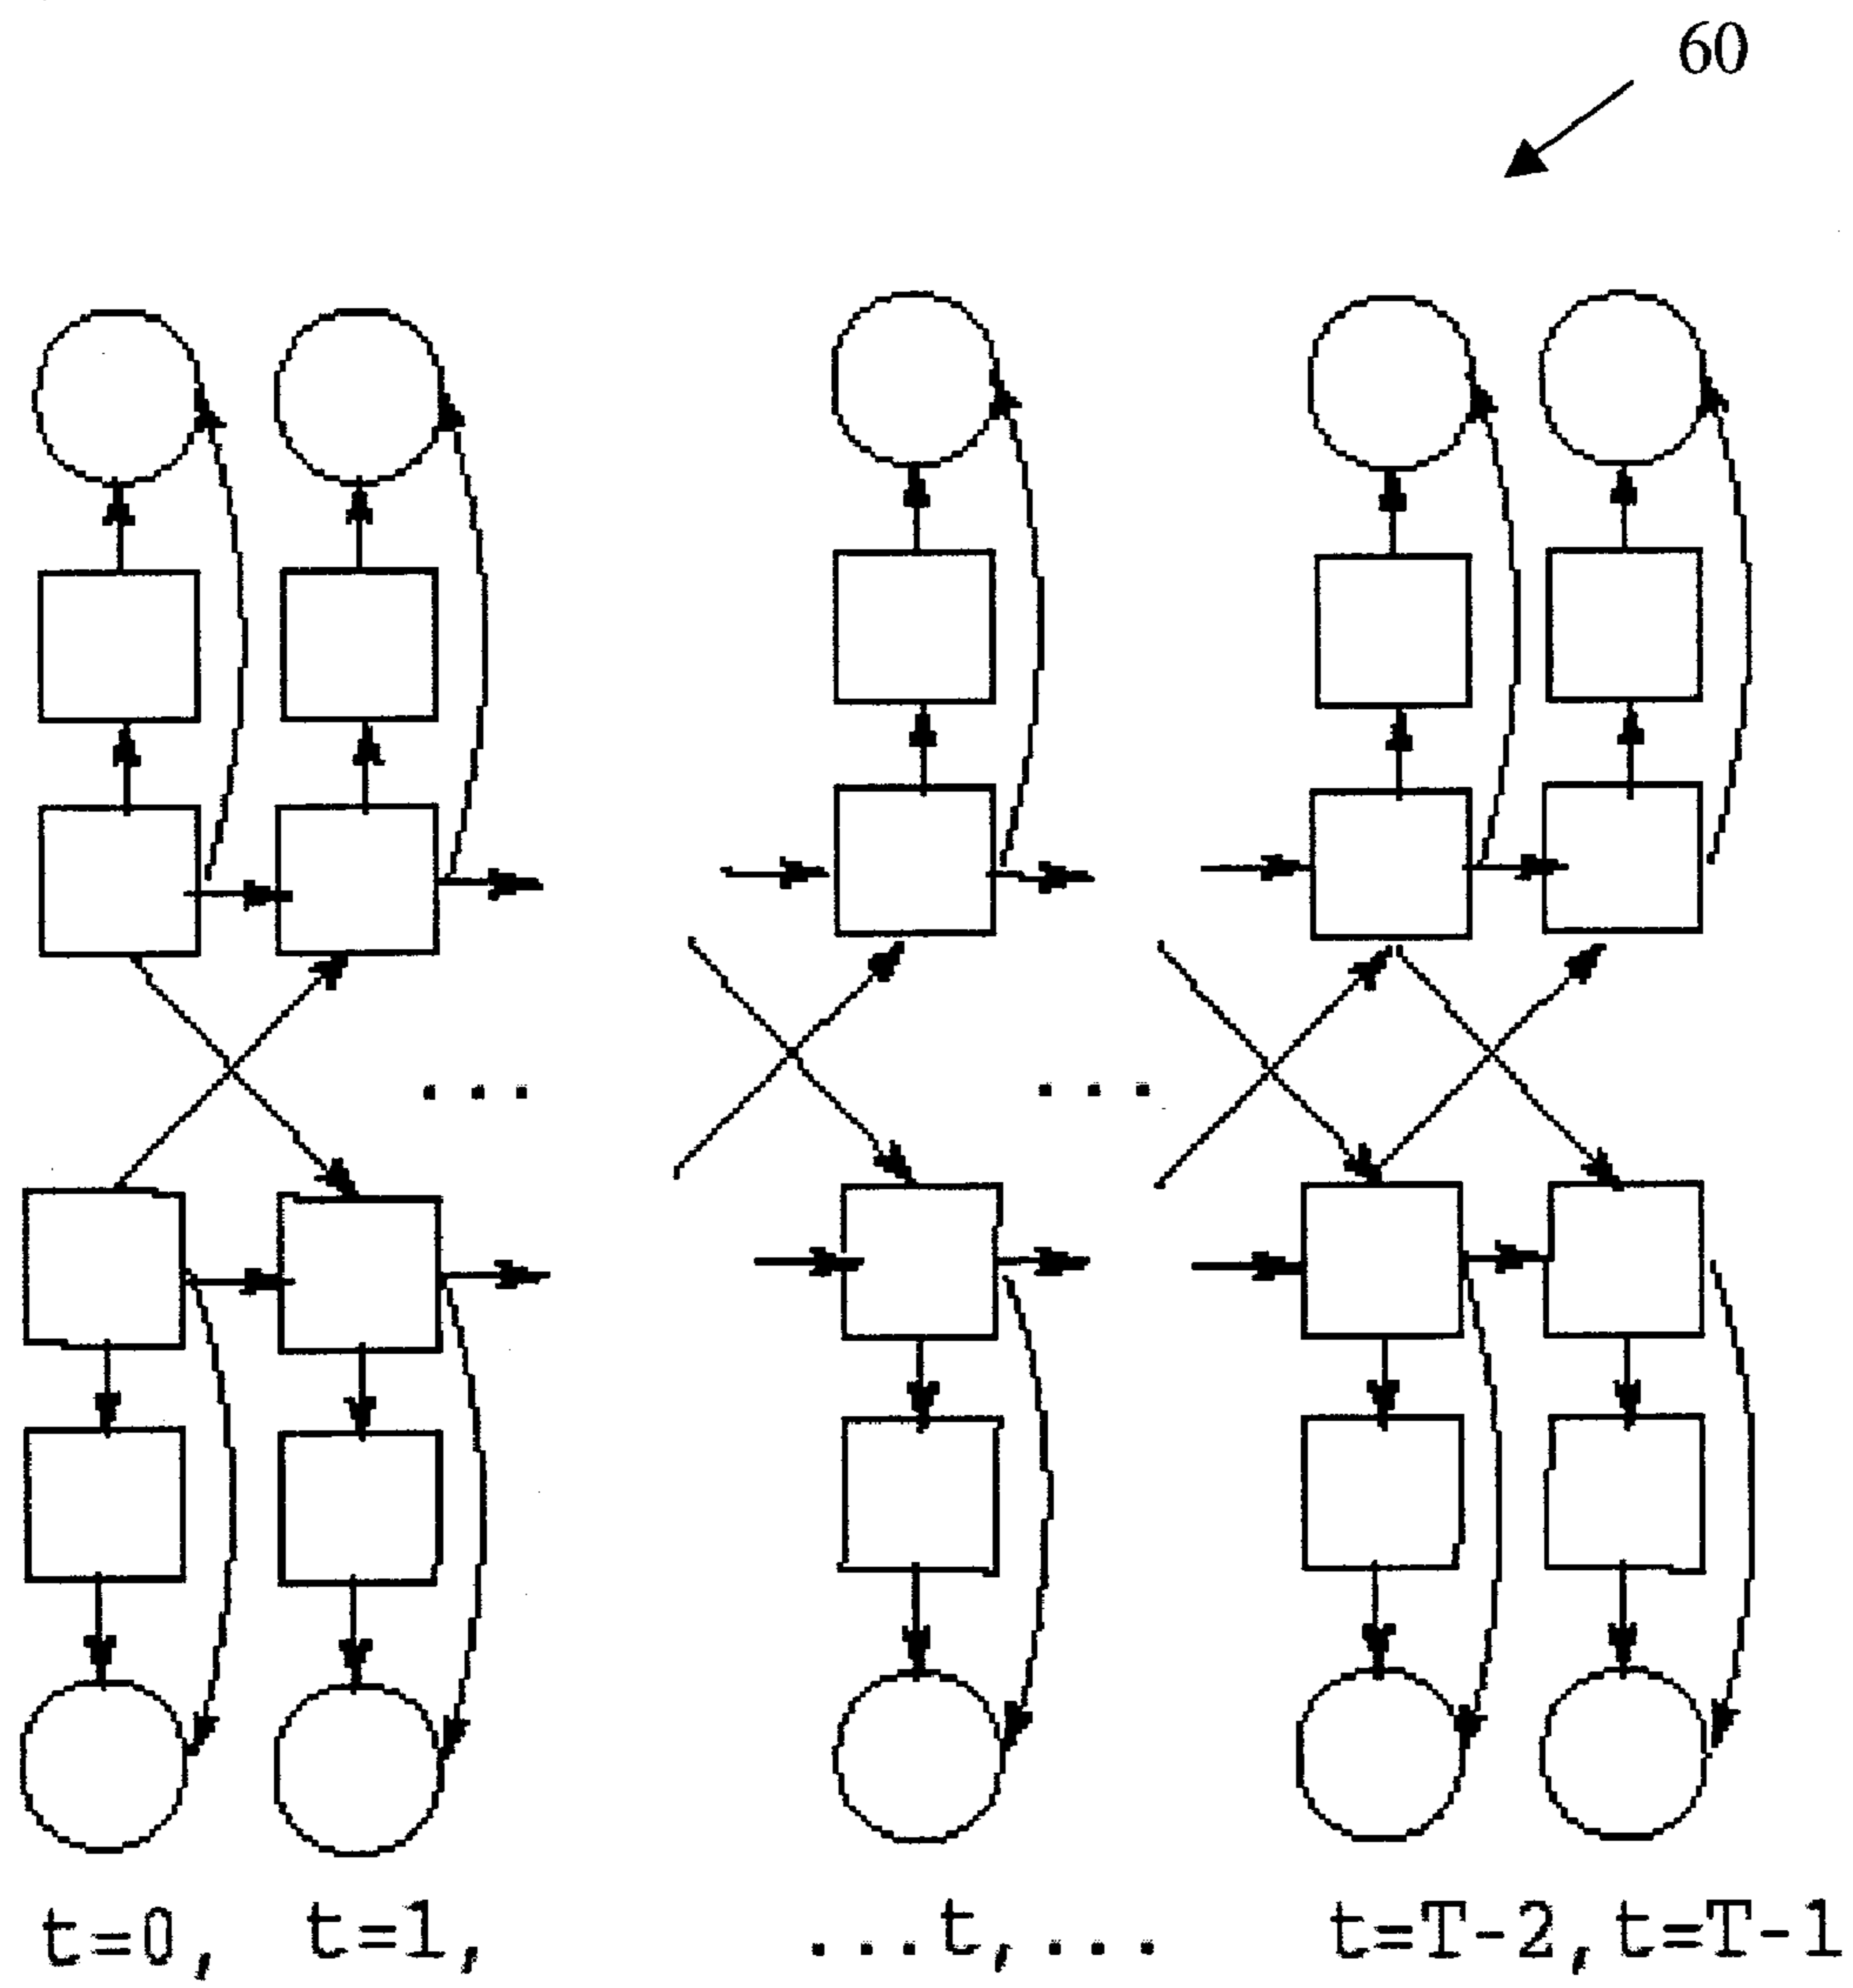 60
. . .
. . .
t=0, t=1, ...t,... t=T-2,t=T-1